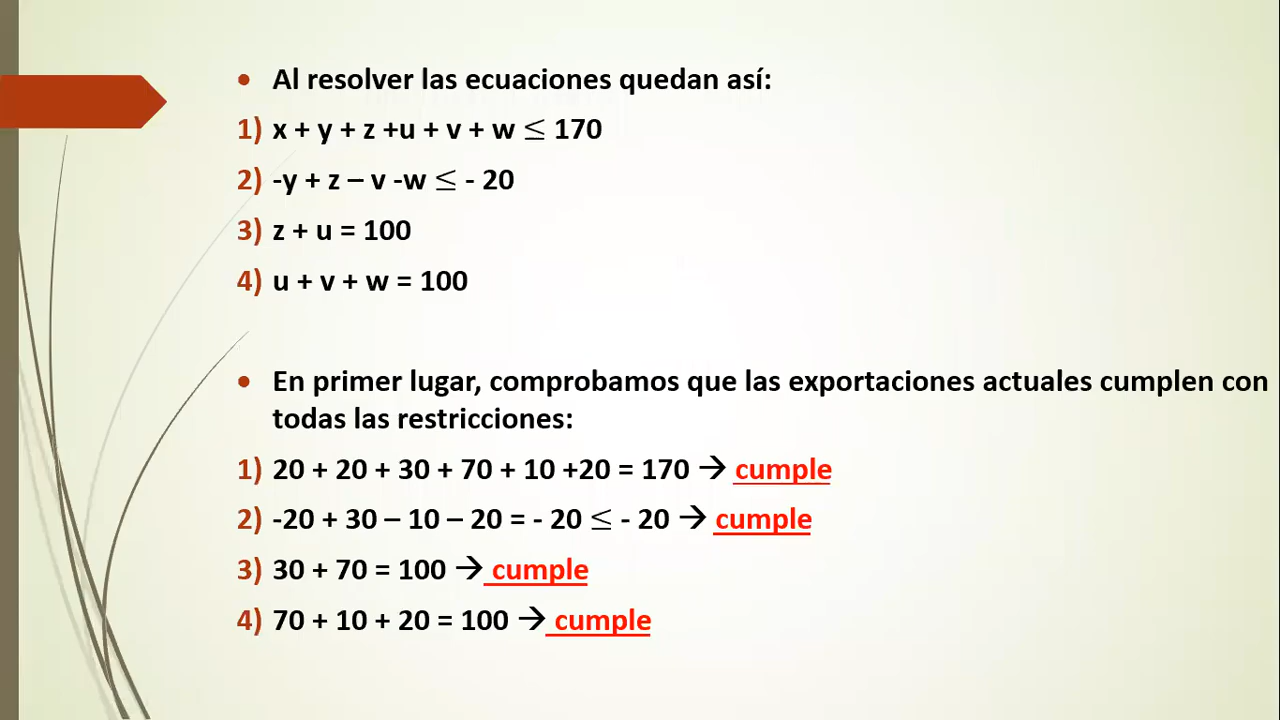 • Al resolver las ecuaciones quedan así:
1) x + y + z +u + v + w ≤ 170
2) -y + z – v -w ≤ - 20
3) z + u = 100
4) u + v + w = 100
• En primer lugar, comprobamos que las exportaciones actuales cumplen con
todas las restricciones:
1) 20 + 20 + 30 + 70 + 10 +20 = 170 → cumple
2) -20 + 30 – 10 – 20 = - 20 ≤ - 20 → cumple
3) 30 + 70 = 100 → cumple
4) 70 + 10 + 20 = 100 → cumple